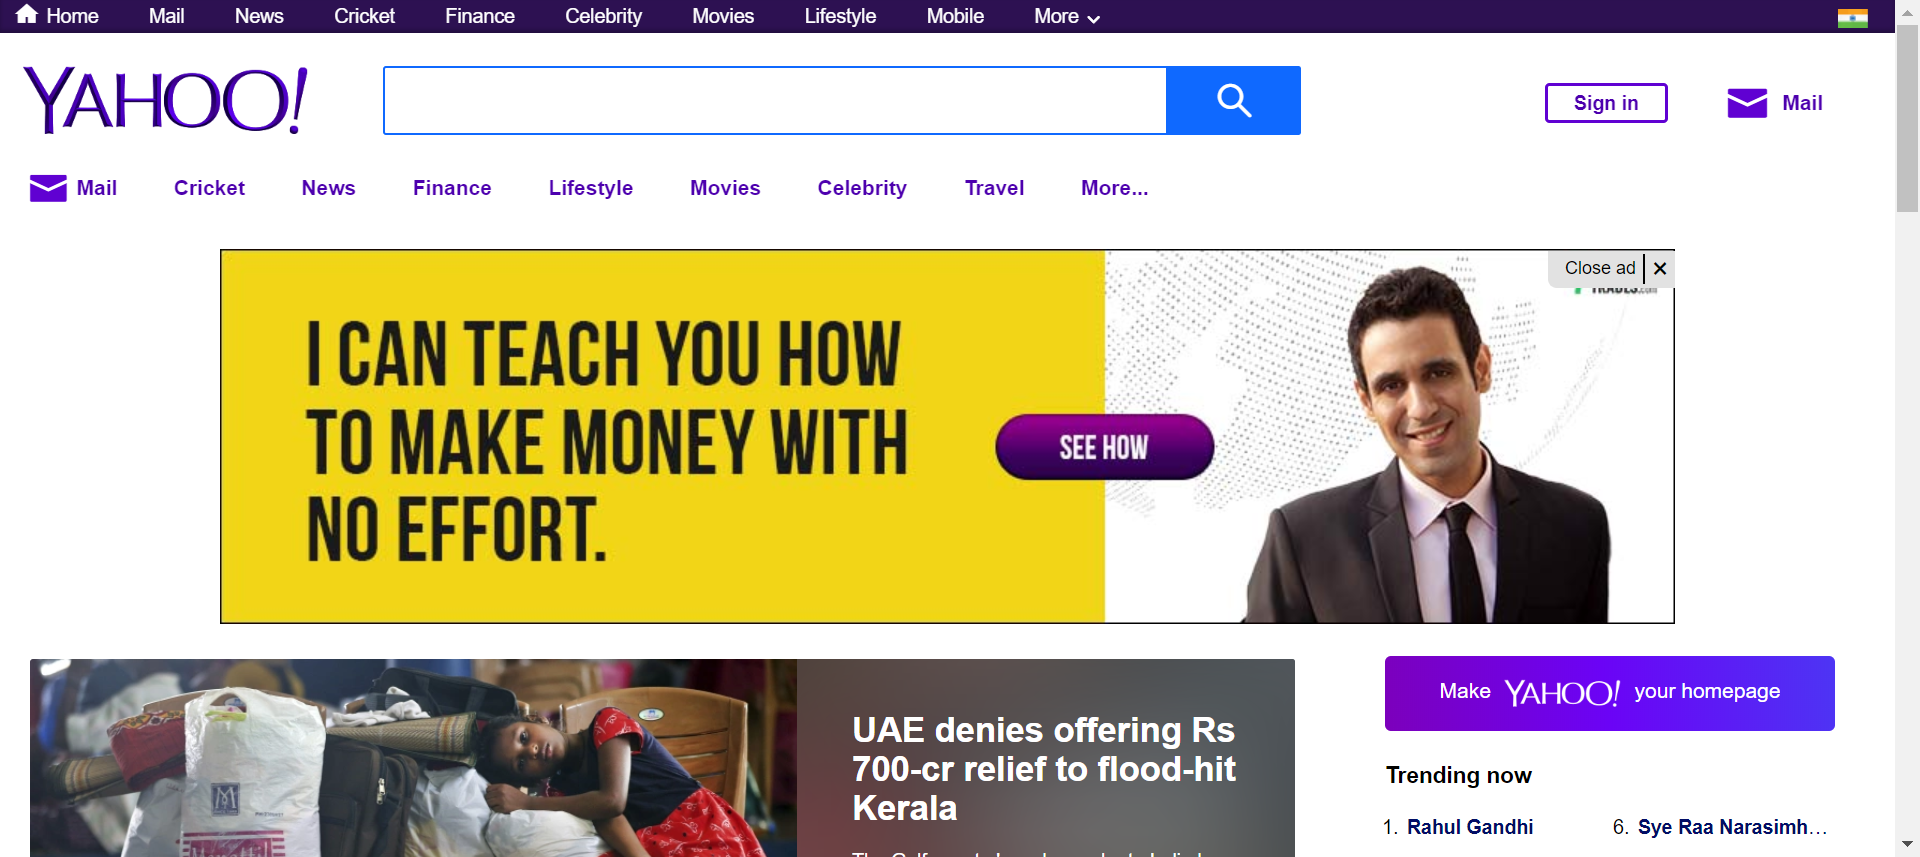 Home Mail News Cricket Finance Celebrity Movies Lifestyle Mobile More
YAHOO!
Sign in
Mail
Mail Cricket News Finance Lifestyle Movies Celebrity Travel More...
Close ad
TRADES.com
I CAN TEACH YOU HOW
TO MAKE MONEY WITH
NO EFFORT.
SEE HOW
UAE denies offering Rs
700-cr relief to flood-hit
Kerala
Make YAHOO! your homepage
Trending now
1. Rahul Gandhi
6. Sye Raa Narasimh...